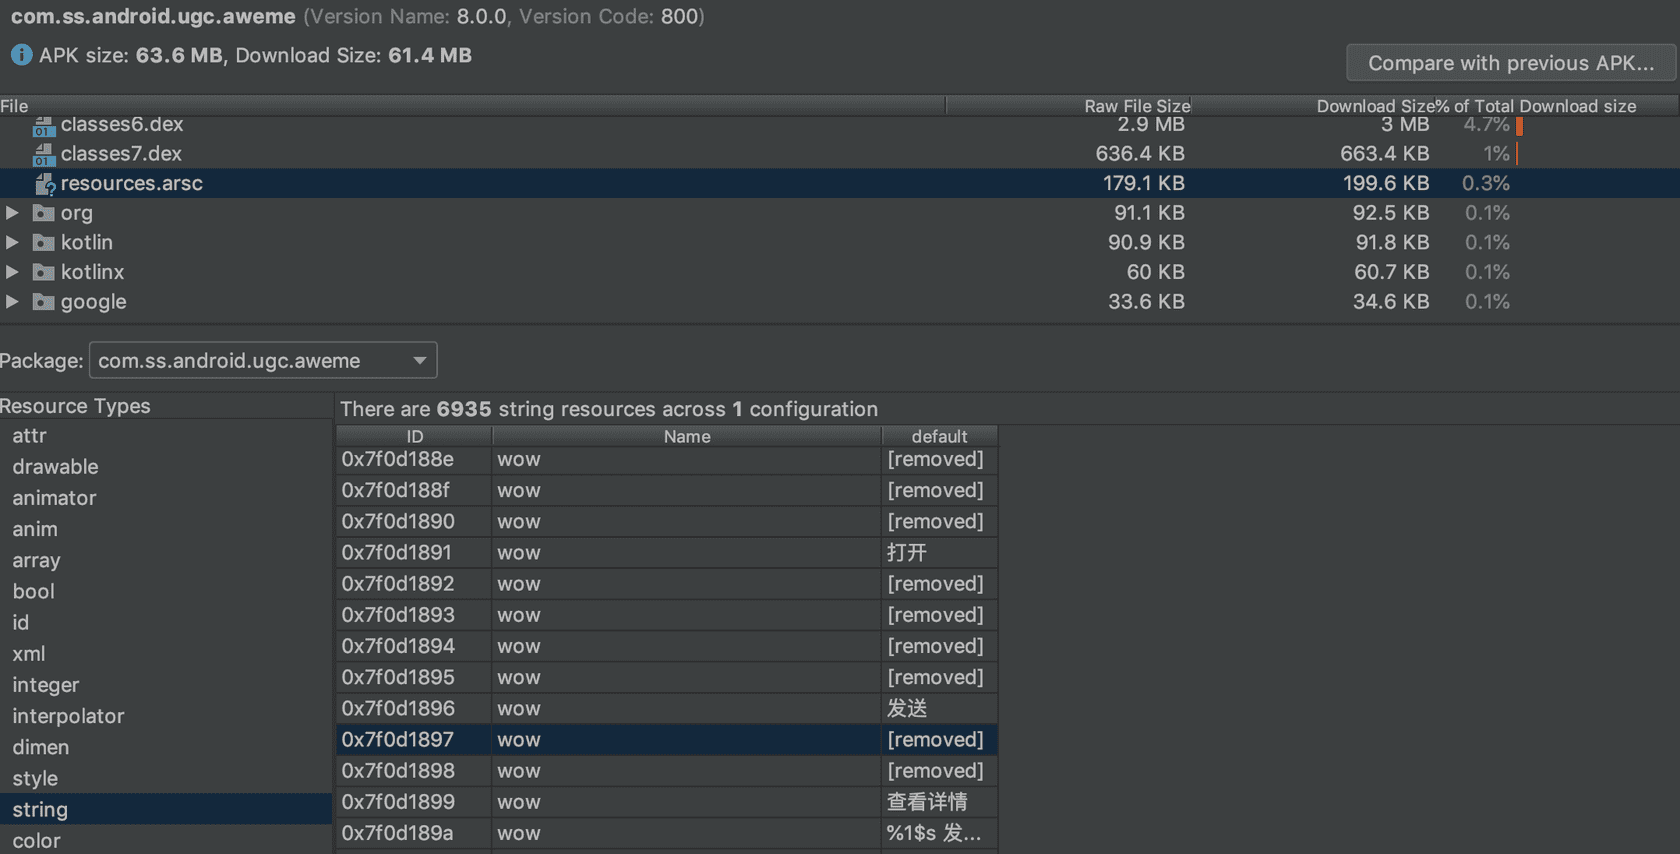 com.ss.android.ugc.aweme (Version Name: 8.0.0, Version Code: 800)
APK size: 63.6 MB, Download Size: 61.4 MB
Compare with previous APK...
File Raw File Size Download Size % of Total Download size
classes6.dex 2.9 MB 3 MB 4.7%
classes7.dex 636.4 KB 663.4 KB 1%
resources.arsc 179.1 KB 199.6 KB 0.3%
org 91.1 KB 92.5 KB 0.1%
kotlin 90.9 KB 91.8 KB 0.1%
kotlinx 60 KB 60.7 KB 0.1%
google 33.6 KB 34.6 KB 0.1%
Package: com.ss.android.ugc.aweme
Resource Types
attr
drawable
animator
anim
array
bool
id
xml
integer
interpolator
dimen
style
string
color
There are 6935 string resources across 1 configuration
ID Name default
0x7f0d188e wow [removed]
0x7f0d188f wow [removed]
0x7f0d1890 wow [removed]
0x7f0d1891 wow 打开
0x7f0d1892 wow [removed]
0x7f0d1893 wow [removed]
0x7f0d1894 wow [removed]
0x7f0d1895 wow [removed]
0x7f0d1896 wow 发送
0x7f0d1897 wow [removed]
0x7f0d1898 wow [removed]
0x7f0d1899 wow 查看详情
0x7f0d189a wow %1$s 发...